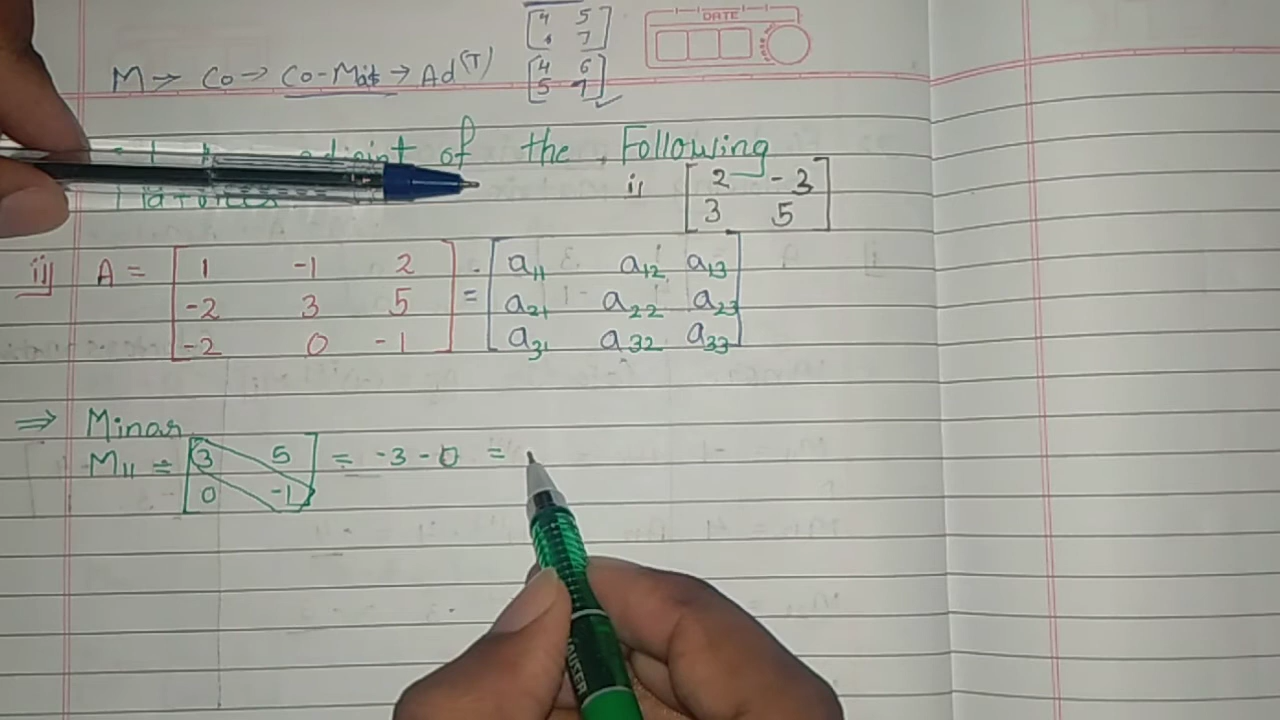 DATE
M → Co → Co-Mat → Ad(T)
[4 5
7]
[4 6
5 7]
of the Following
i) [2 -3
3 5]
ii) A = [1 -1 2 = [a11 a12 a13
-2 3 5 a21 a22 a23
-2 0 -1] a31 a32 a33]
⇒ Minar
M11 = [3 5 = -3 - 0 =
0 -1]